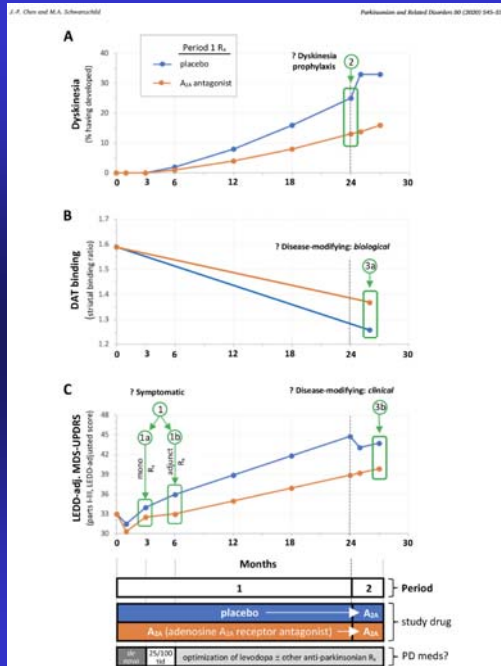 J.-F. Chen and M.A. Schwarzschild
Parkinsonism and Related Disorders 80 (2020) S45–S5
A
Period 1 Rx
placebo
A2A antagonist
? Dyskinesia
prophylaxis
2
Dyskinesia
(% having developed)
40
30
20
10
0
0 3 6 12 18 24 30
B
? Disease-modifying: biological
3a
DAT binding
(striatal binding ratio)
1.7
1.6
1.5
1.4
1.3
1.2
0 3 6 12 18 24 30
C
? Symptomatic
? Disease-modifying: clinical
1
1a
1b
3b
mono Rx
adjunct Rx
LEDD-adj. MDS-UPDRS
(parts I-III, LEDD-adjusted score)
48
45
42
39
36
33
30
0 3 6 12 18 24 30
Months
1 2 Period
placebo A2A
A2A (adenosine A2A receptor antagonist) A2A
study drug
de novo
25/100 tid
optimization of levodopa ± other anti-parkinsonian Rx
PD meds?